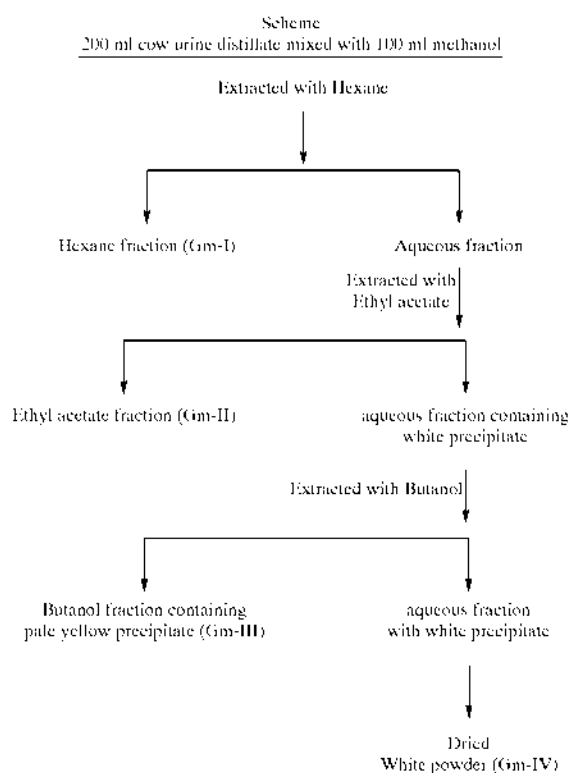 Scheme
200 ml cow urine distillate mixed with 100 ml methanol
Extracted with Hexane
Hexane fraction (Gm-I)
Aqueous fraction
Extracted with
Ethyl acetate
Ethyl acetate fraction (Gm-II)
aqueous fraction containing
white precipitate
Extracted with Butanol
Butanol fraction containing
pale yellow precipitate (Gm-III)
aqueous fraction
with white precipitate
Dried
White powder (Gm-IV)